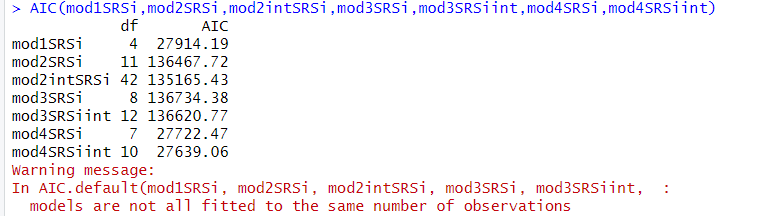 > AIC(mod1SRSi,mod2SRSi,mod2intSRSi,mod3SRSi,mod3SRSiint,mod4SRSi,mod4SRSiint)
            df       AIC
mod1SRSi     4  27914.19
mod2SRSi    11 136467.72
mod2intSRSi 42 135165.43
mod3SRSi     8 136734.38
mod3SRSiint 12 136620.77
mod4SRSi     7  27722.47
mod4SRSiint 10  27639.06
Warning message:
In AIC.default(mod1SRSi, mod2SRSi, mod2intSRSi, mod3SRSi, mod3SRSiint,  :
  models are not all fitted to the same number of observations